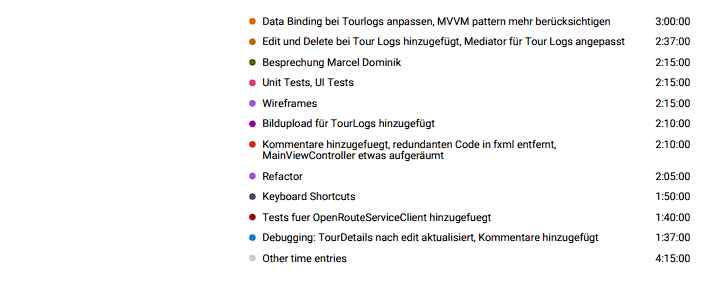 Data Binding bei Tourlogs anpassen, MVVM pattern mehr berücksichtigen 3:00:00
Edit und Delete bei Tour Logs hinzugefügt, Mediator für Tour Logs angepasst 2:37:00
Besprechung Marcel Dominik 2:15:00
Unit Tests, UI Tests 2:15:00
Wireframes 2:15:00
Bildupload für TourLogs hinzugfügt 2:10:00
Kommentare hinzugefuegt, redundanten Code in fxml entfernt, 2:10:00
MainViewController etwas aufgeräumt
Refactor 2:05:00
Keyboard Shortcuts 1:50:00
Tests fuer OpenRouteServiceClient hinzugefuegt 1:40:00
Debugging: TourDetails nach edit aktualisiert, Kommentare hinzugefügt 1:37:00
Other time entries 4:15:00